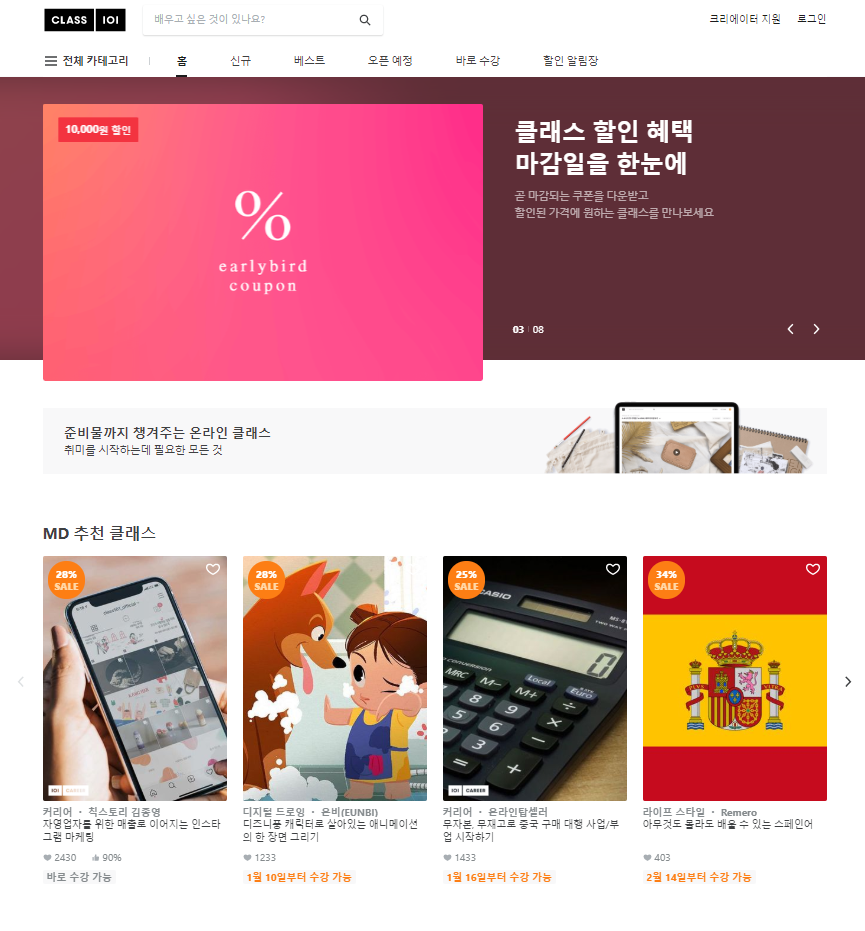 CLASS 101
배우고 싶은 것이 있나요?
크리에이터 지원
로그인
전체 카테고리
홈
신규
베스트
오픈 예정
바로 수강
할인 알림장
10,000원 할인
%
earlybird
coupon
클래스 할인 혜택
마감일을 한눈에
곧 마감되는 쿠폰을 다운받고
할인된 가격에 원하는 클래스를 만나보세요
03 | 08
준비물까지 챙겨주는 온라인 클래스
취미를 시작하는데 필요한 모든 것
MD 추천 클래스
28%
SALE
101 CAREER
커리어 · 칙스토리 김종영
자영업자를 위한 매출로 이어지는 인스타
그램 마케팅
2430 90%
바로 수강 가능
28%
SALE
디지털 드로잉 · 은비(EUNBI)
디즈니풍 캐릭터로 살아있는 애니메이션
의 한 장면 그리기
1233
1월 10일부터 수강 가능
25%
SALE
CASIO
MRC
M-
M+
Local
Euro
0
7
8
9
÷
4
5
6
×
1
2
3
+
=
101 CAREER
커리어 · 온라인탑셀러
무자본, 무재고로 중국 구매 대행 사업/부
업 시작하기
1433
1월 16일부터 수강 가능
34%
SALE
라이프 스타일 · Remero
아무것도 몰라도 배울 수 있는 스페인어
403
2월 14일부터 수강 가능